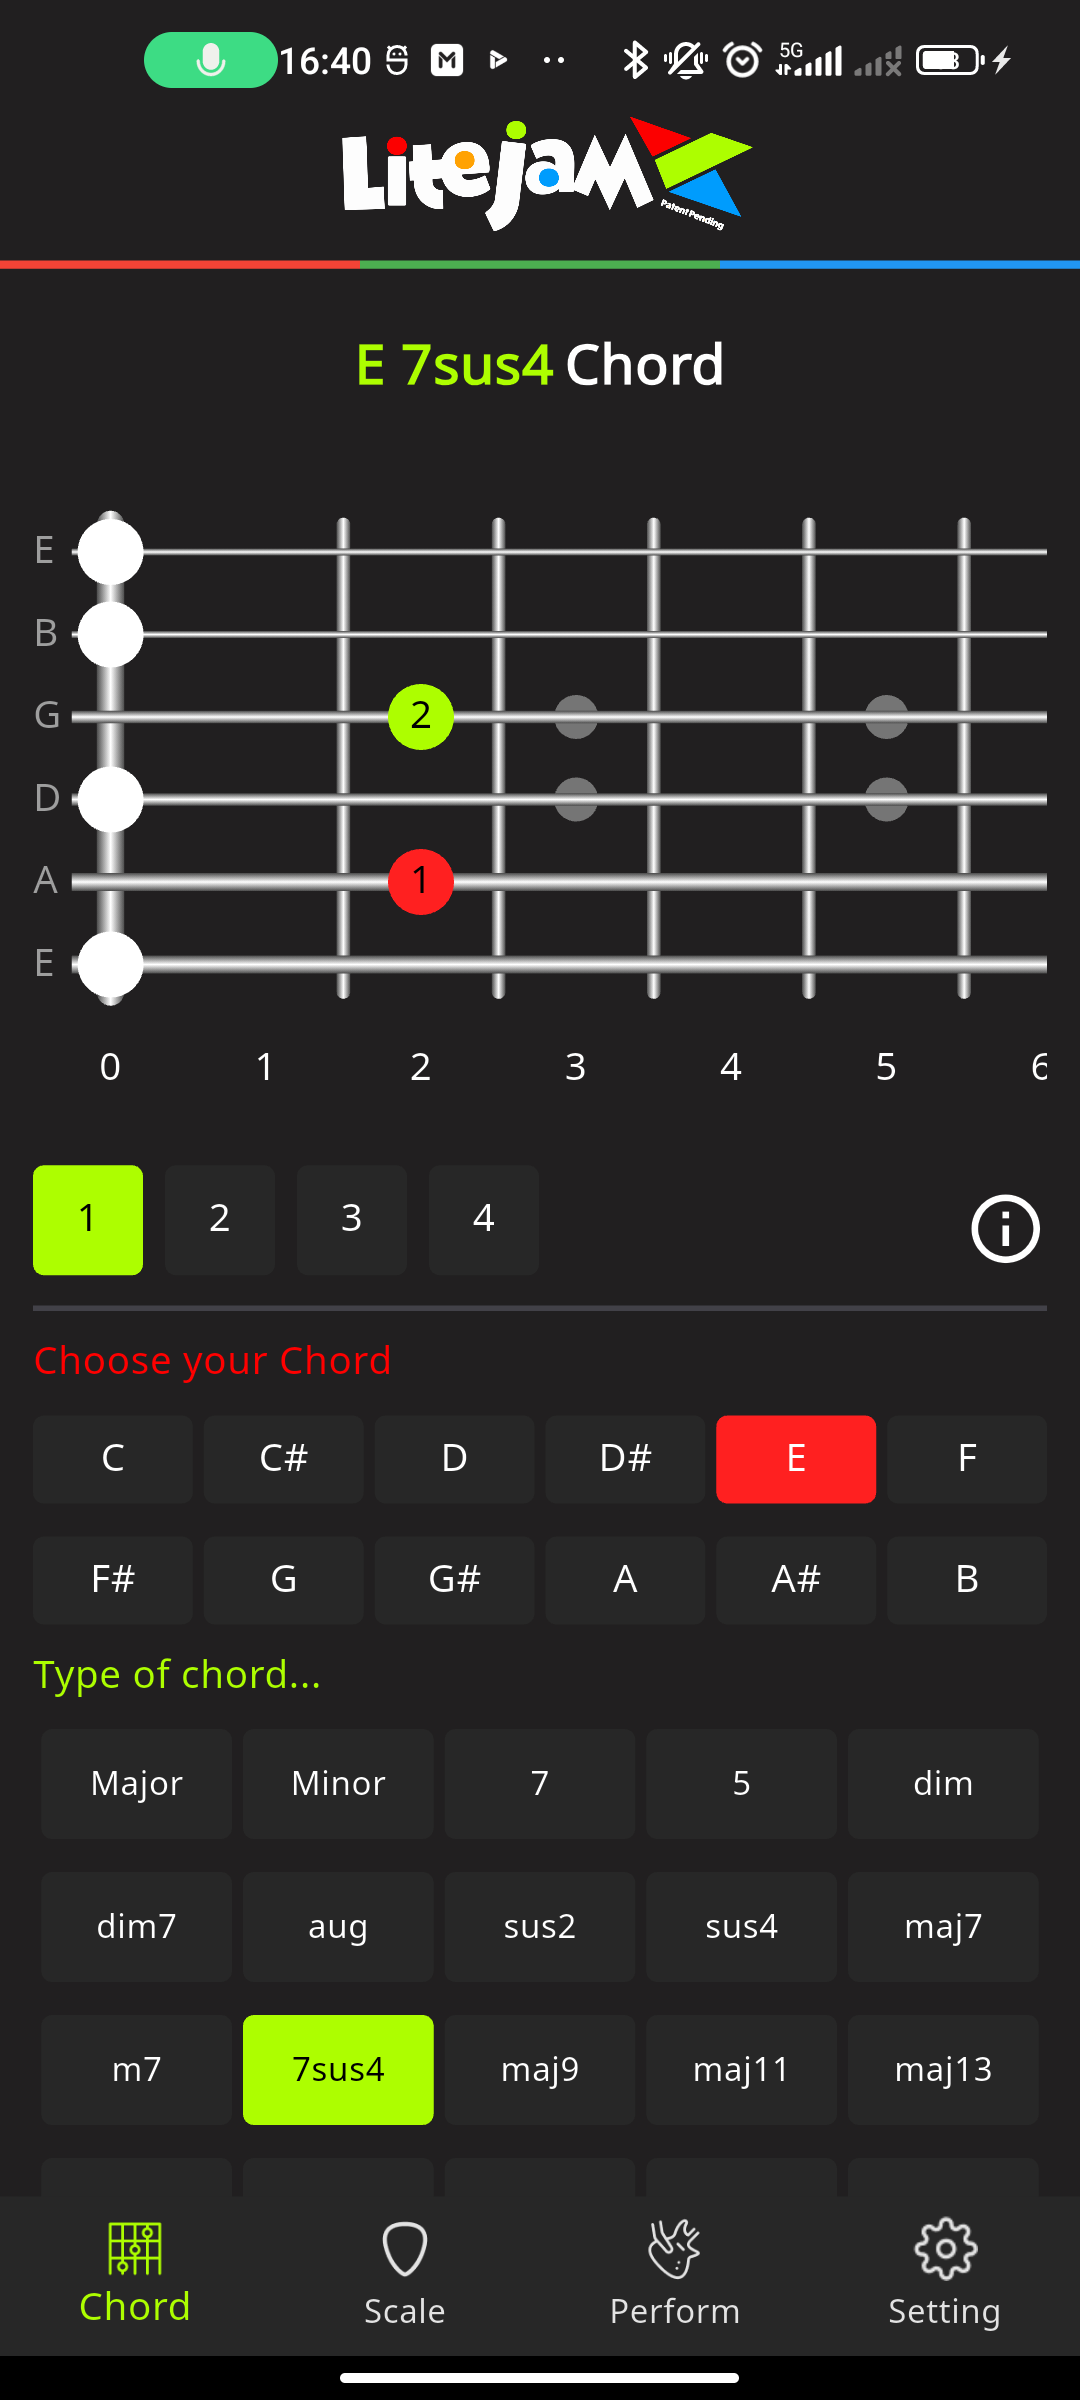 16:40 5G
Litejam
Patent Pending
E 7sus4 Chord
E
B
G 2
D
A 1
E
0 1 2 3 4 5 6
1 2 3 4
Choose your Chord
C C# D D# E F
F# G G# A A# B
Type of chord...
Major Minor 7 5 dim
dim7 aug sus2 sus4 maj7
m7 7sus4 maj9 maj11 maj13
Chord Scale Perform Setting